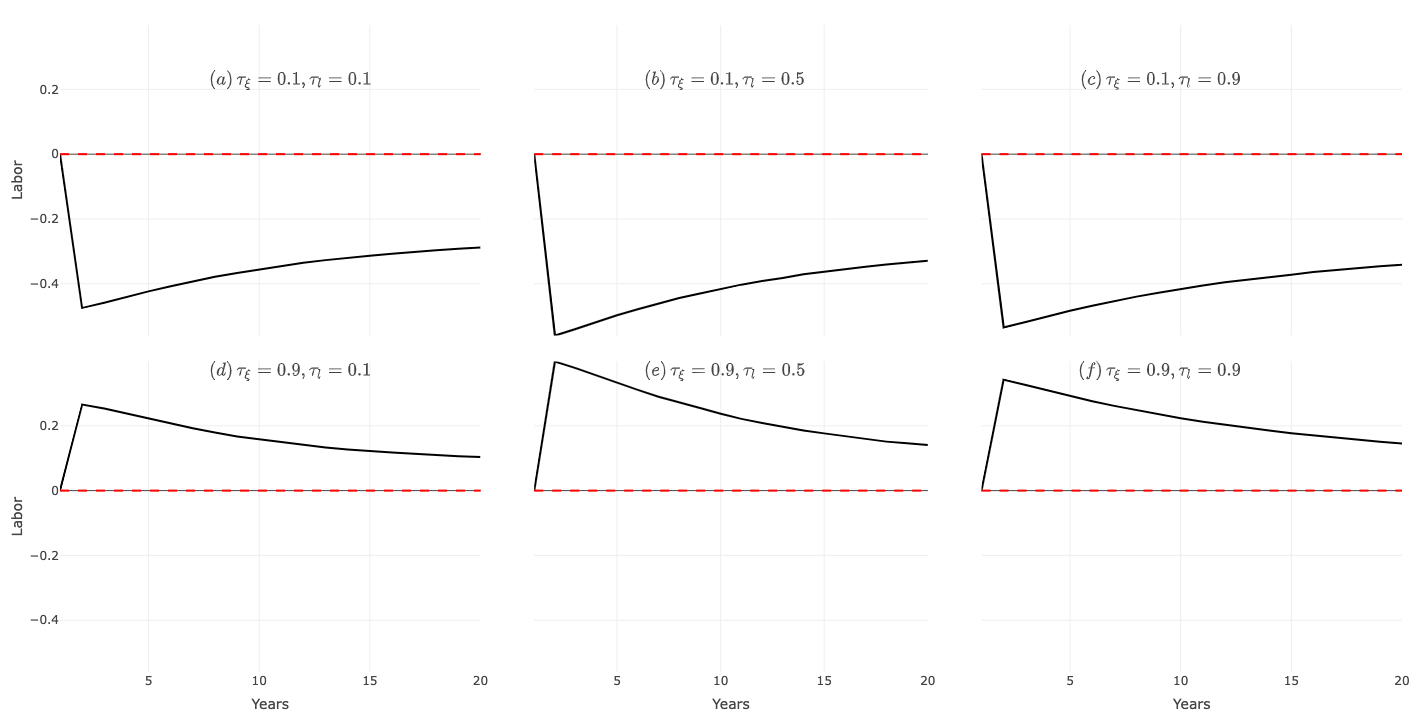 (a) τ_ξ = 0.1, τ_l = 0.1
(b) τ_ξ = 0.1, τ_l = 0.5
(c) τ_ξ = 0.1, τ_l = 0.9
0.2
0
−0.2
−0.4
Labor
(d) τ_ξ = 0.9, τ_l = 0.1
(e) τ_ξ = 0.9, τ_l = 0.5
(f) τ_ξ = 0.9, τ_l = 0.9
0.2
0
−0.2
−0.4
Labor
5 10 15 20
5 10 15 20
5 10 15 20
Years
Years
Years